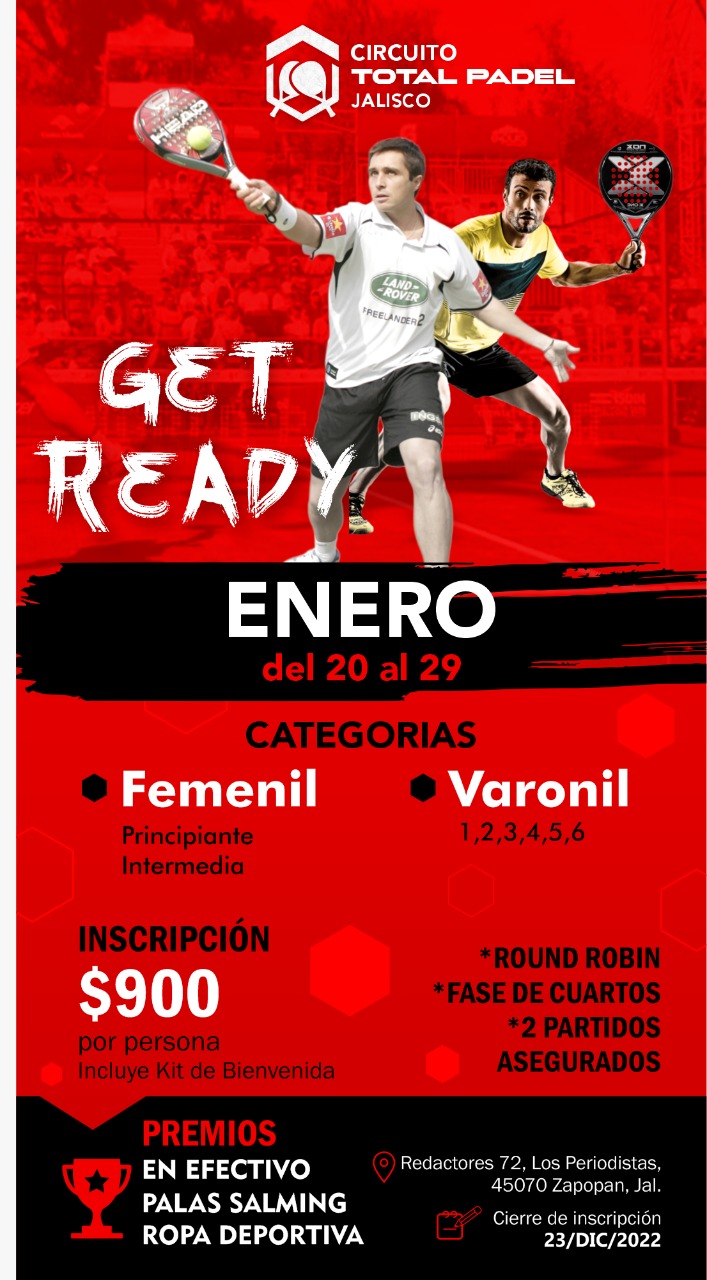 CIRCUITO
TOTAL PADEL
JALISCO
HEAD
LAND-
ROVER
FREELANDER2
GET
READY
ENERO
del 20 al 29
CATEGORIAS
Femenil
Principiante
Intermedia
Varonil
1,2,3,4,5,6
INSCRIPCIÓN
$900
por persona
Incluye Kit de Bienvenida
*ROUND ROBIN
*FASE DE CUARTOS
*2 PARTIDOS
ASEGURADOS
PREMIOS
EN EFECTIVO
PALAS SALMING
ROPA DEPORTIVA
Redactores 72, Los Periodistas,
45070 Zapopan, Jal.
Cierre de inscripción
23/DIC/2022